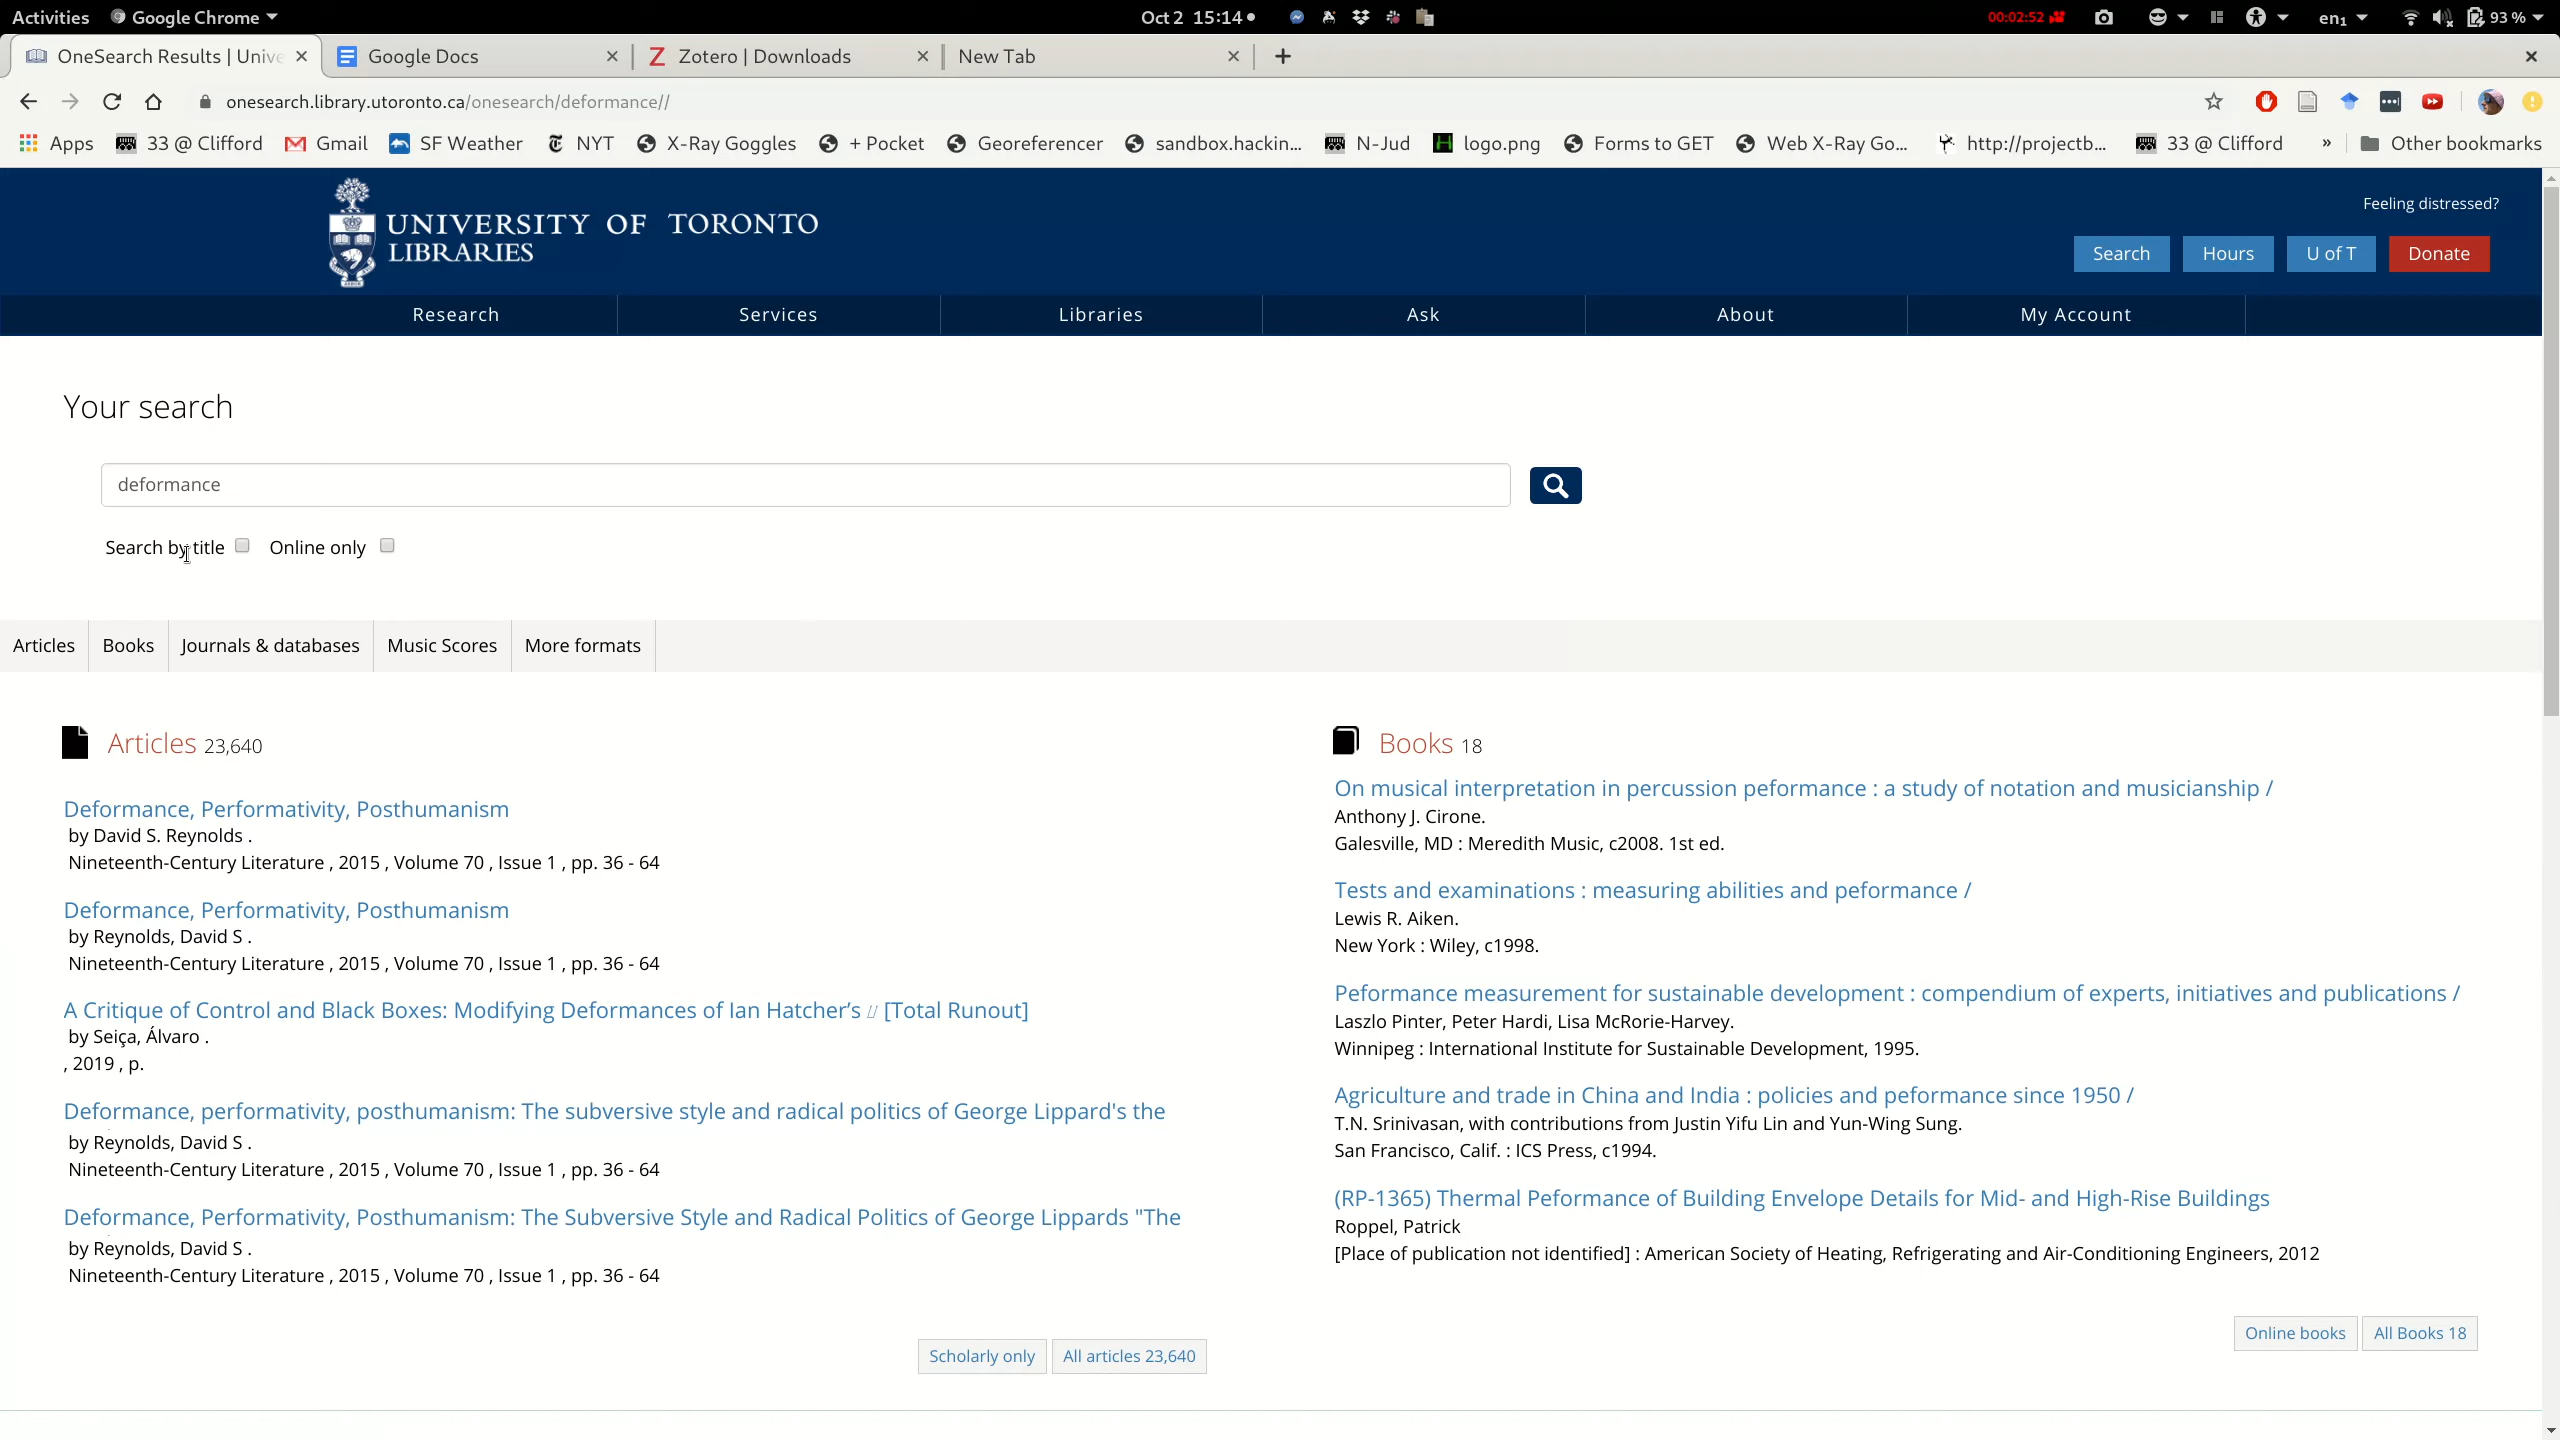 Activities Google Chrome Oct 2 15:14 00:02:52 en₁ 93 %
OneSearch Results | Unive Google Docs Zotero | Downloads New Tab
onesearch.library.utoronto.ca/onesearch/deformance//
Apps 33 @ Clifford Gmail SF Weather NYT X-Ray Goggles + Pocket Georeferencer sandbox.hackin... N-Jud logo.png Forms to GET Web X-Ray Go... http://projectb... 33 @ Clifford » Other bookmarks
UNIVERSITY OF TORONTO
LIBRARIES
Feeling distressed?
Search Hours U of T Donate
Research Services Libraries Ask About My Account
Your search
deformance
Search by title Online only
Articles Books Journals & databases Music Scores More formats
Articles 23,640
Deformance, Performativity, Posthumanism
by David S. Reynolds .
Nineteenth-Century Literature , 2015 , Volume 70 , Issue 1 , pp. 36 - 64
Deformance, Performativity, Posthumanism
by Reynolds, David S .
Nineteenth-Century Literature , 2015 , Volume 70 , Issue 1 , pp. 36 - 64
A Critique of Control and Black Boxes: Modifying Deformances of Ian Hatcher’s // [Total Runout]
by Seiça, Álvaro .
, 2019 , p.
Deformance, performativity, posthumanism: The subversive style and radical politics of George Lippard's the
by Reynolds, David S .
Nineteenth-Century Literature , 2015 , Volume 70 , Issue 1 , pp. 36 - 64
Deformance, Performativity, Posthumanism: The Subversive Style and Radical Politics of George Lippards "The
by Reynolds, David S .
Nineteenth-Century Literature , 2015 , Volume 70 , Issue 1 , pp. 36 - 64
Scholarly only All articles 23,640
Books 18
On musical interpretation in percussion peformance : a study of notation and musicianship /
Anthony J. Cirone.
Galesville, MD : Meredith Music, c2008. 1st ed.
Tests and examinations : measuring abilities and peformance /
Lewis R. Aiken.
New York : Wiley, c1998.
Peformance measurement for sustainable development : compendium of experts, initiatives and publications /
Laszlo Pinter, Peter Hardi, Lisa McRorie-Harvey.
Winnipeg : International Institute for Sustainable Development, 1995.
Agriculture and trade in China and India : policies and peformance since 1950 /
T.N. Srinivasan, with contributions from Justin Yifu Lin and Yun-Wing Sung.
San Francisco, Calif. : ICS Press, c1994.
(RP-1365) Thermal Peformance of Building Envelope Details for Mid- and High-Rise Buildings
Roppel, Patrick
[Place of publication not identified] : American Society of Heating, Refrigerating and Air-Conditioning Engineers, 2012
Online books All Books 18